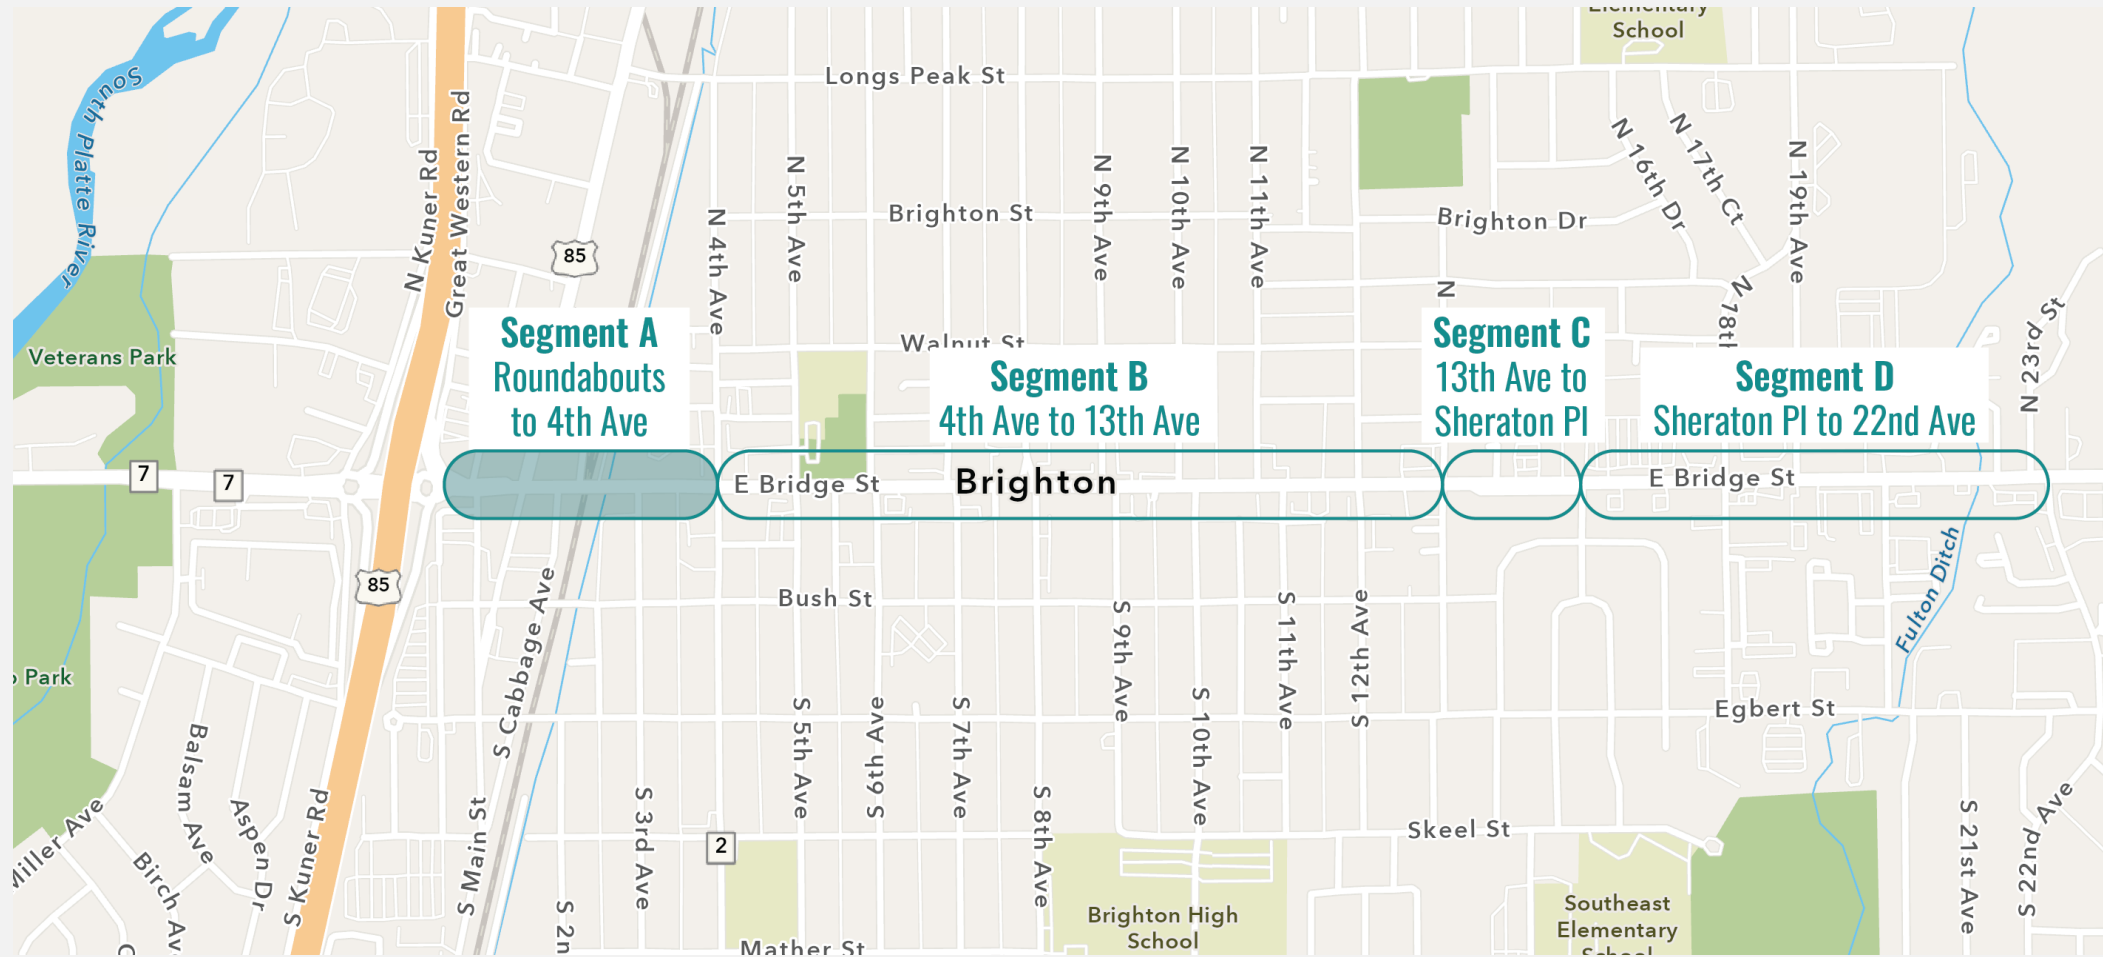 Elementary
School
South Platte River
Longs Peak St
N Kuner Rd
Great Western Rd
N 4th Ave
N 5th Ave
N 9th Ave
N 10th Ave
N 11th Ave
N 16th Dr
N 17th Ct
N 19th Ave
Brighton St
Brighton Dr
85
N
N 78th
N 23rd St
Veterans Park
Walnut St
Segment A
Roundabouts
to 4th Ave
Segment B
4th Ave to 13th Ave
Segment C
13th Ave to
Sheraton Pl
Segment D
Sheraton Pl to 22nd Ave
7
7
E Bridge St
Brighton
E Bridge St
85
Fulton Ditch
Bush St
S Cabbage Ave
S 9th Ave
S 11th Ave
S 12th Ave
Park
Balsam Ave
S 5th Ave
S 6th Ave
S 7th Ave
S 10th Ave
Egbert St
Miller Ave
Birch Av
Aspen Dr
S Kuner Rd
S Main St
S 3rd Ave
2
S 8th Ave
Skeel St
S 21st Ave
S 22nd Ave
S 2n
Brighton High
School
Southeast
Elementary
School
Mather St